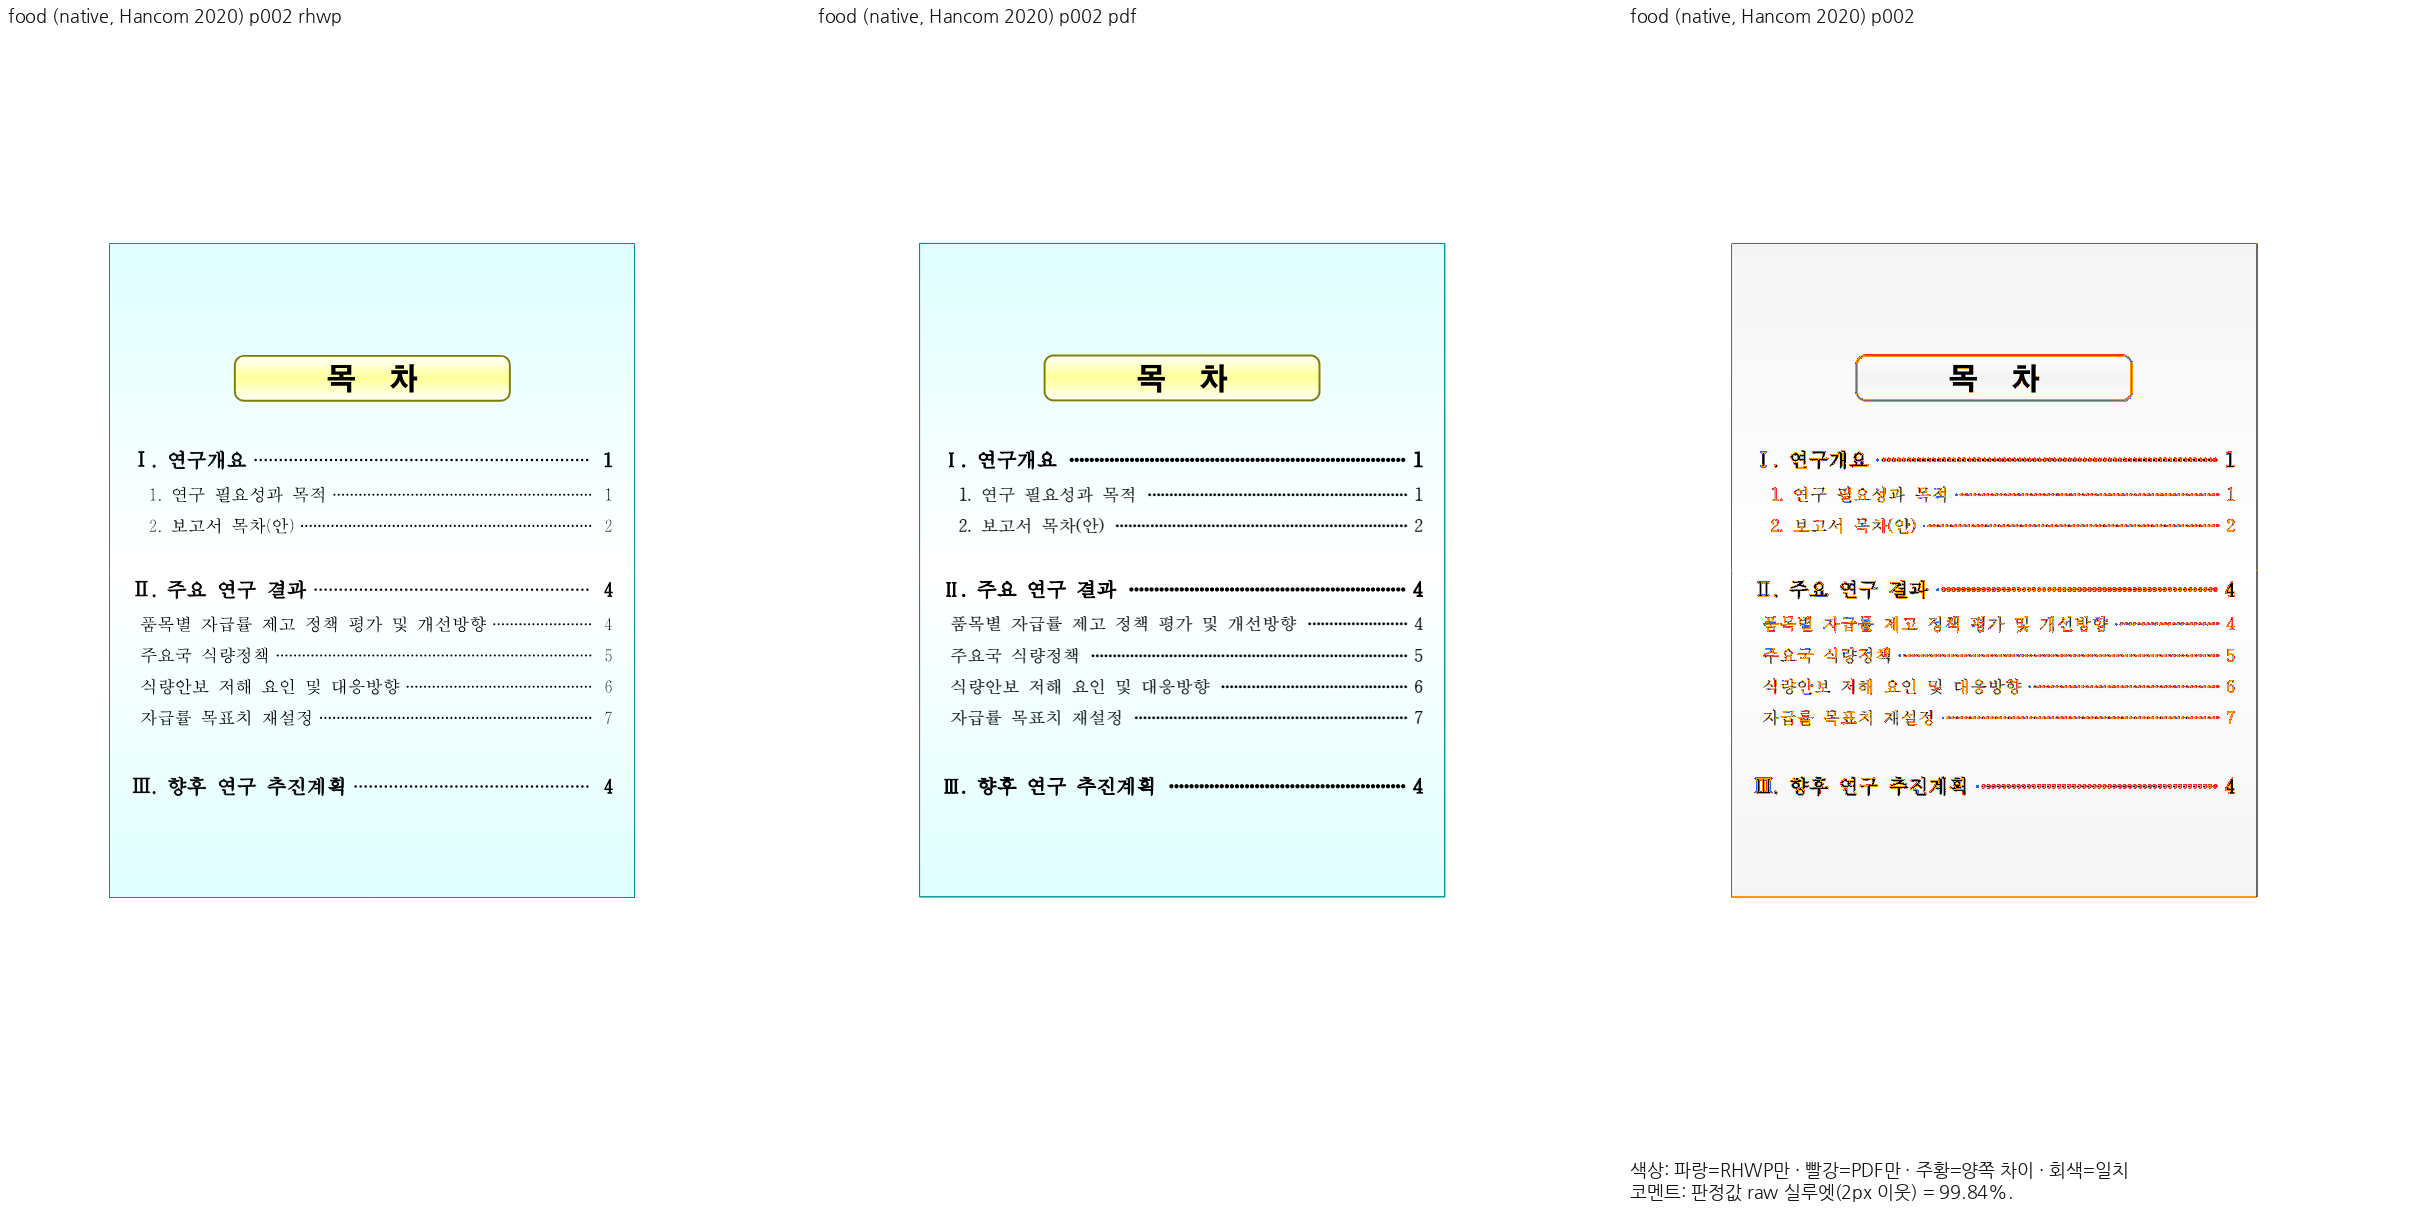 food (native, Hancom 2020) p002 rhwp
목 차
Ⅰ. 연구개요 ································ 1
1. 연구 필요성과 목적 ································ 1
2. 보고서 목차(안) ································ 2
Ⅱ. 주요 연구 결과 ································ 4
품목별 자급률 제고 정책 평가 및 개선방향 ···················· 4
주요국 식량정책 ································ 5
식량안보 저해 요인 및 대응방향 ································ 6
자급률 목표치 재설정 ································ 7
Ⅲ. 향후 연구 추진계획 ································ 4
food (native, Hancom 2020) p002 pdf
목 차
Ⅰ. 연구개요 ································ 1
1. 연구 필요성과 목적 ································ 1
2. 보고서 목차(안) ································ 2
Ⅱ. 주요 연구 결과 ································ 4
품목별 자급률 제고 정책 평가 및 개선방향 ···················· 4
주요국 식량정책 ································ 5
식량안보 저해 요인 및 대응방향 ································ 6
자급률 목표치 재설정 ································ 7
Ⅲ. 향후 연구 추진계획 ································ 4
food (native, Hancom 2020) p002
목 차
Ⅰ. 연구개요 ································ 1
1. 연구 필요성과 목적 ································ 1
2. 보고서 목차(안) ································ 2
Ⅱ. 주요 연구 결과 ································ 4
품목별 자급률 제고 정책 평가 및 개선방향 ···················· 4
주요국 식량정책 ································ 5
식량안보 저해 요인 및 대응방향 ································ 6
자급률 목표치 재설정 ································ 7
Ⅲ. 향후 연구 추진계획 ································ 4
색상: 파랑=RHWP만 · 빨강=PDF만 · 주황=양쪽 차이 · 회색=일치
코멘트: 판정값 raw 실루엣(2px 이웃) = 99.84%.